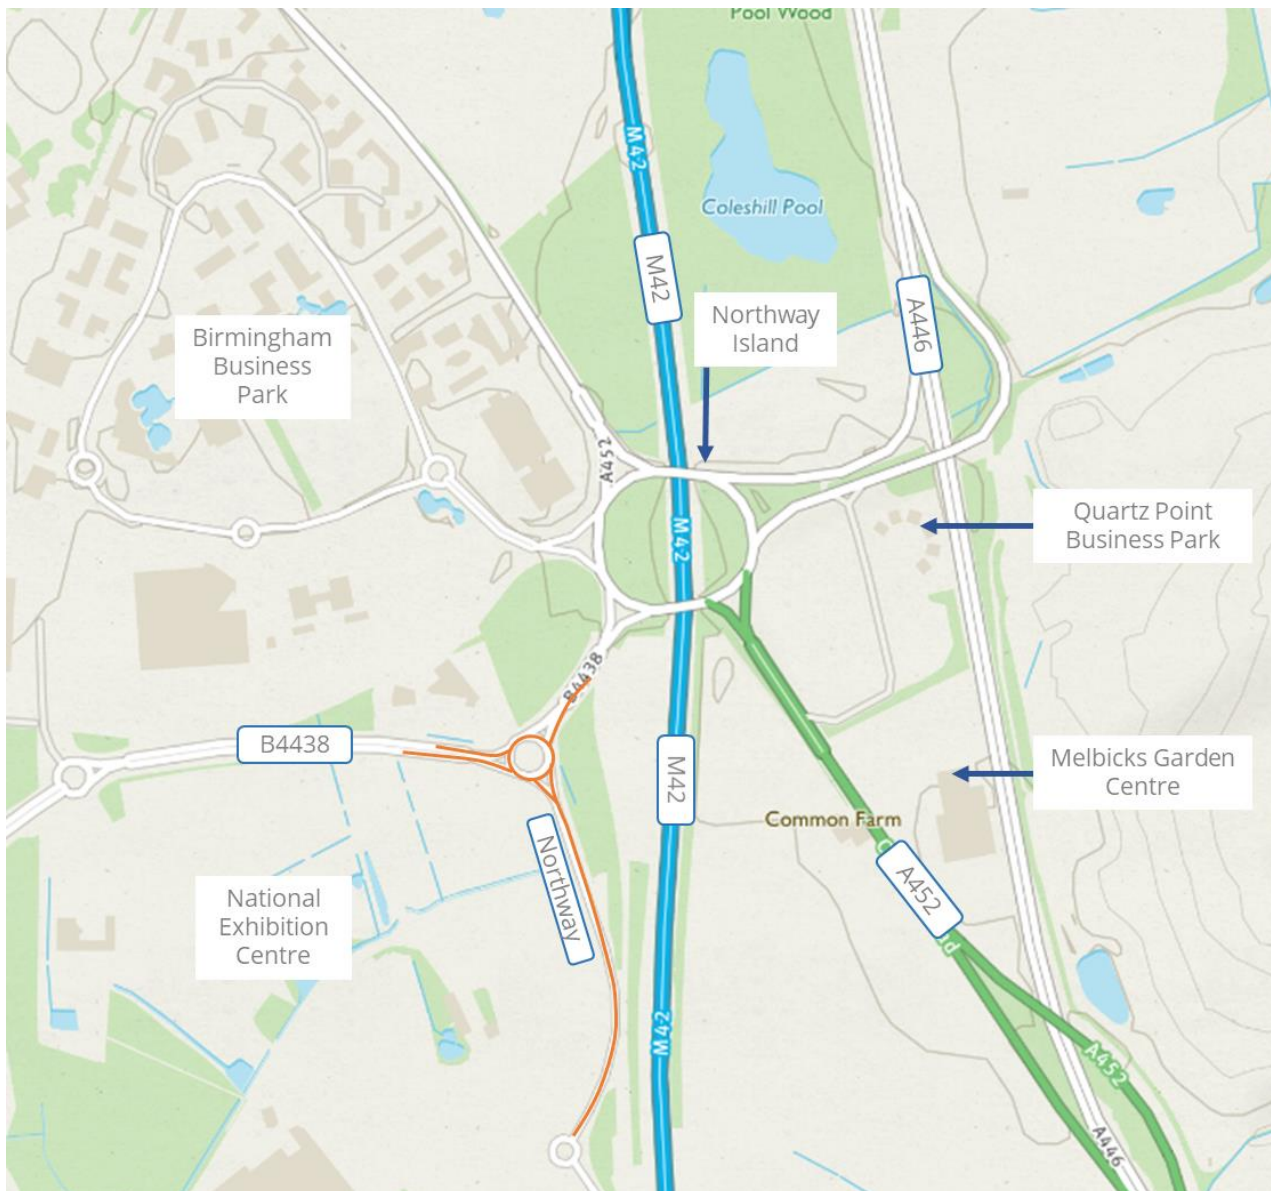 Pool Wood
M42
Coleshill Pool
M42
A446
Northway
Island
Birmingham
Business
Park
A452
M42
Quartz Point
Business Park
B4438
B4438
M42
Melbicks Garden
Centre
Common Farm
Northway
A452
National
Exhibition
Centre
M42
A452
A446